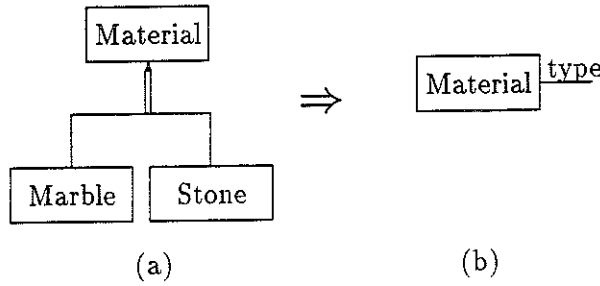 Material
⇒
Material type
Marble Stone
(a) (b)